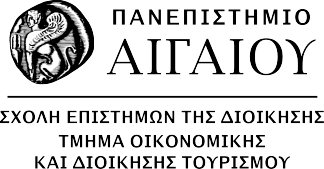 ΠΑΝΕΠΙΣΤΗΜΙΟ
ΑΙΓΑΙΟΥ
ΣΧΟΛΗ ΕΠΙΣΤΗΜΩΝ ΤΗΣ ΔΙΟΙΚΗΣΗΣ
ΤΜΗΜΑ ΟΙΚΟΝΟΜΙΚΗΣ
ΚΑΙ ΔΙΟΙΚΗΣΗΣ ΤΟΥΡΙΣΜΟΥ